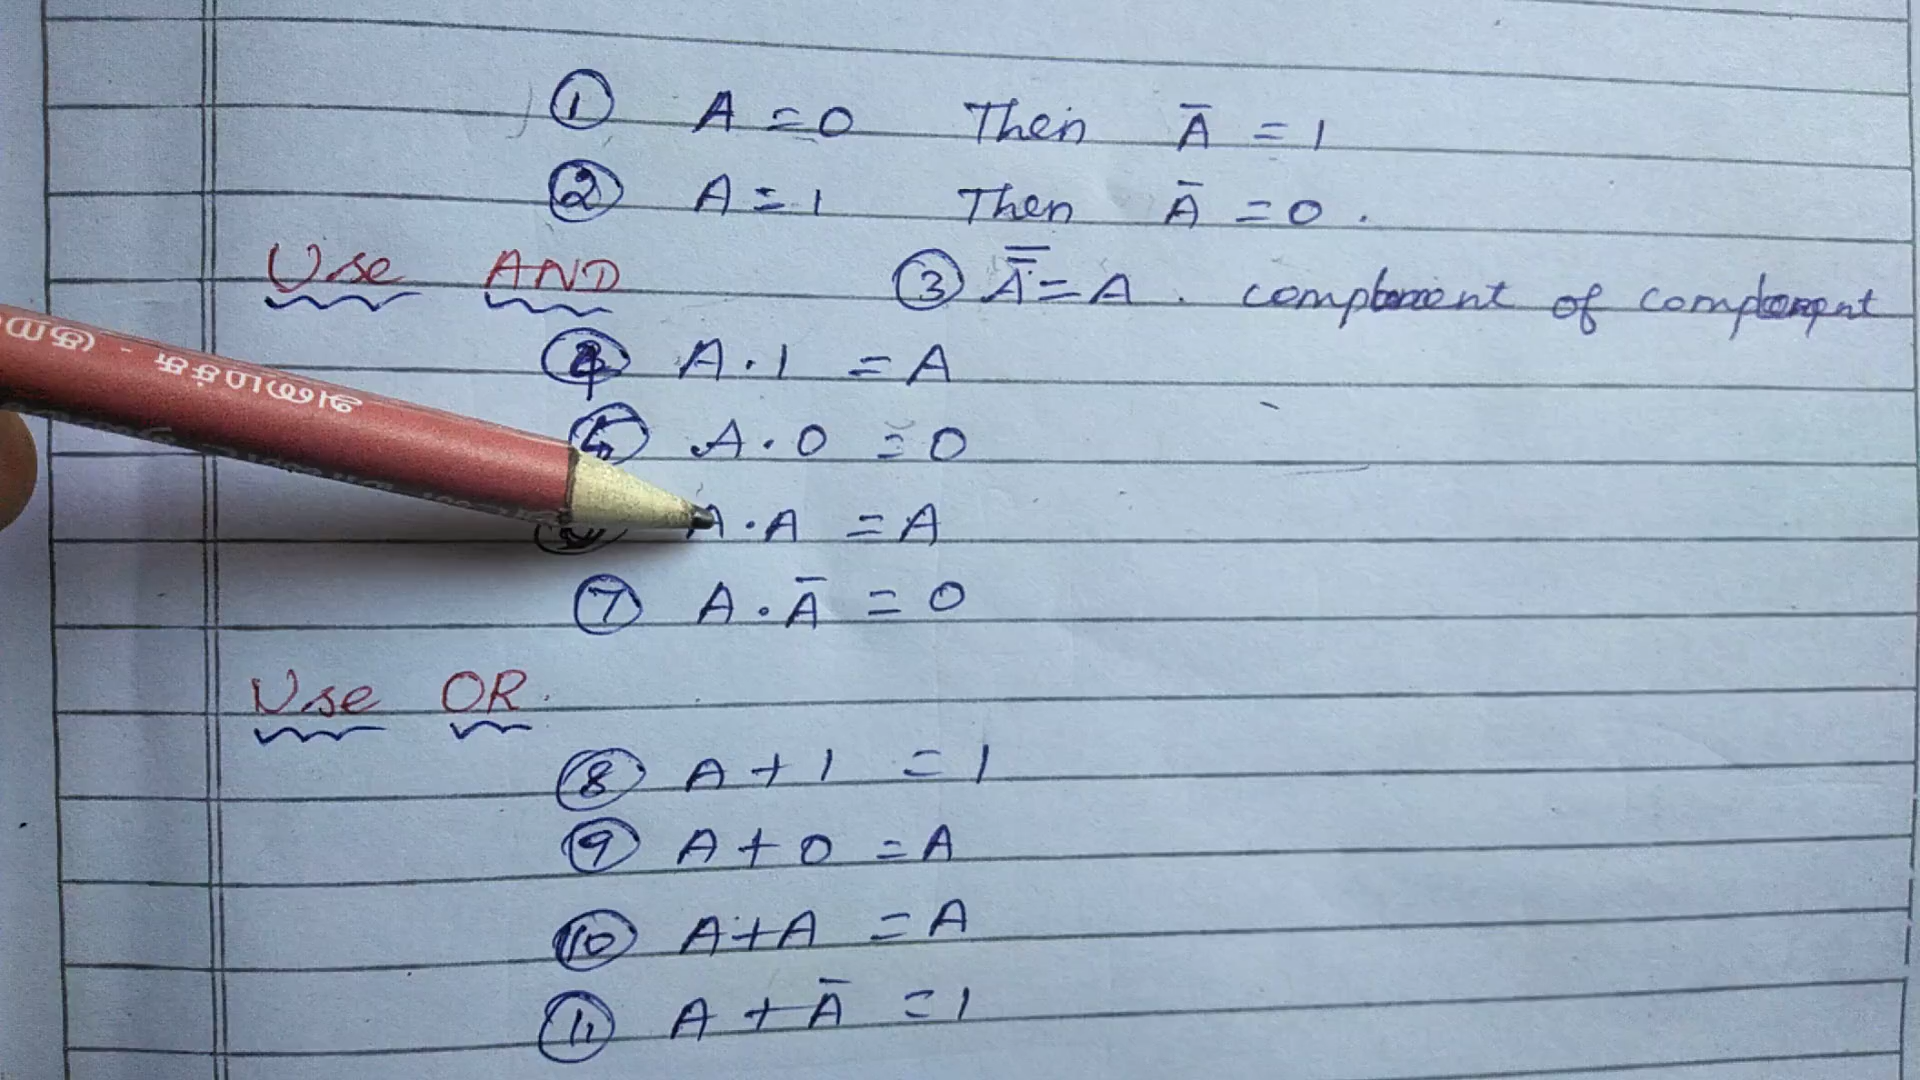 ① A = 0 Then A̅ = 1
② A = 1 Then A̅ = 0 .
Use AND ③ A̿ = A . complement of complement
④ A . 1 = A
⑤ A . 0 = 0
A . A = A
⑦ A . A̅ = 0
Use OR .
⑧ A + 1 = 1
⑨ A + 0 = A
⑩ A + A = A
⑪ A + A̅ = 1